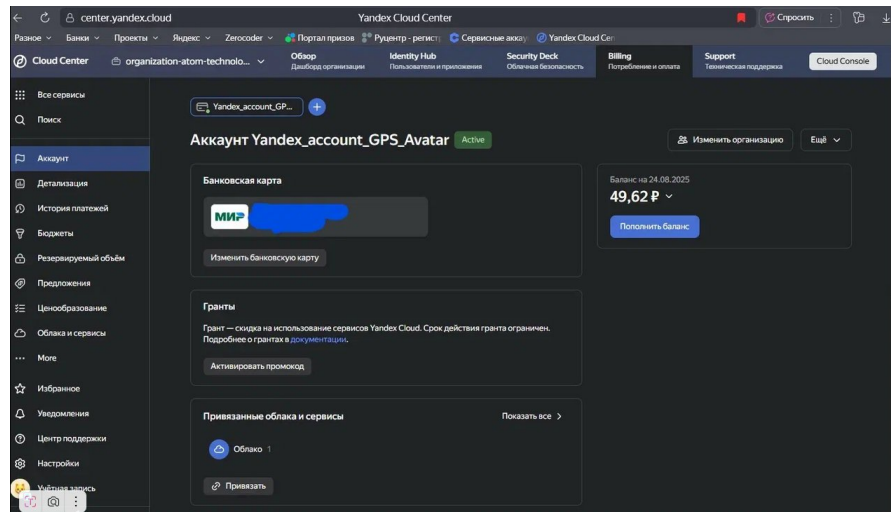 center.yandex.cloud
Yandex Cloud Center
Спросить
Разное
Банки
Проекты
Яндекс
Zerocoder
Портал призов
Руцентр - регист
Сервисные аккау
Yandex Cloud Cen
Cloud Center
organization-atom-technolo...
Обзор
Дашборд организации
Identity Hub
Пользователи и приложения
Security Deck
Облачная безопасность
Billing
Потребление и оплата
Support
Техническая поддержка
Cloud Console
Все сервисы
Поиск
Аккаунт
Детализация
История платежей
Бюджеты
Резервируемый объём
Предложения
Ценообразование
Облака и сервисы
More
Избранное
Уведомления
Центр поддержки
Настройки
Учётная запись
Yandex_account_GP...
Аккаунт Yandex_account_GPS_Avatar
Active
Изменить организацию
Ещё
Банковская карта
МИР
Изменить банковскую карту
Баланс на 24.08.2025
49,62 ₽
Пополнить баланс
Гранты
Грант — скидка на использование сервисов Yandex Cloud. Срок действия гранта ограничен.
Подробнее о грантах в документации.
Активировать промокод
Привязанные облака и сервисы
Показать все
Облако 1
Привязать